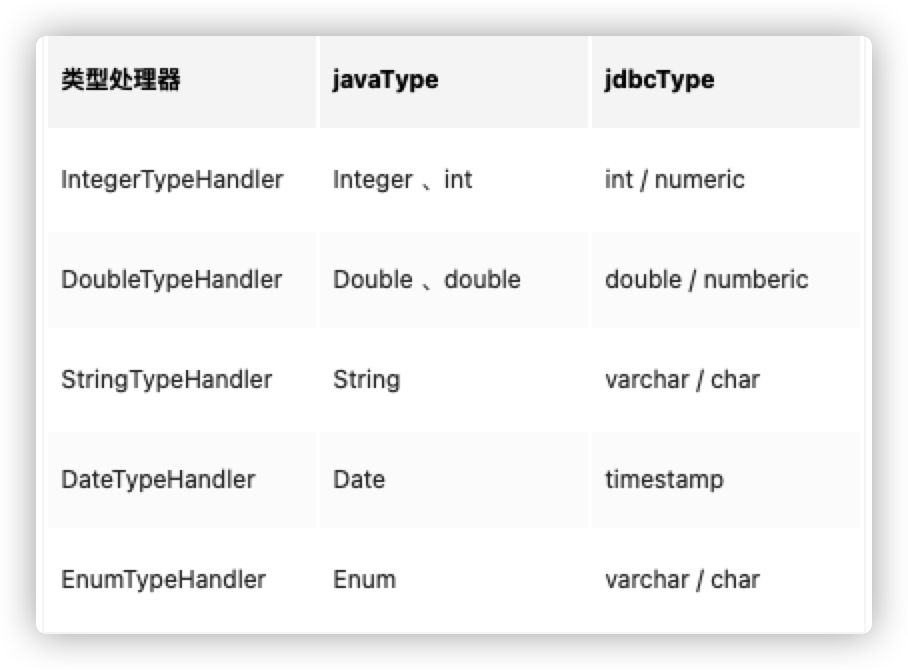 类型处理器 javaType jdbcType
IntegerTypeHandler Integer 、int int / numeric
DoubleTypeHandler Double 、double double / numberic
StringTypeHandler String varchar / char
DateTypeHandler Date timestamp
EnumTypeHandler Enum varchar / char